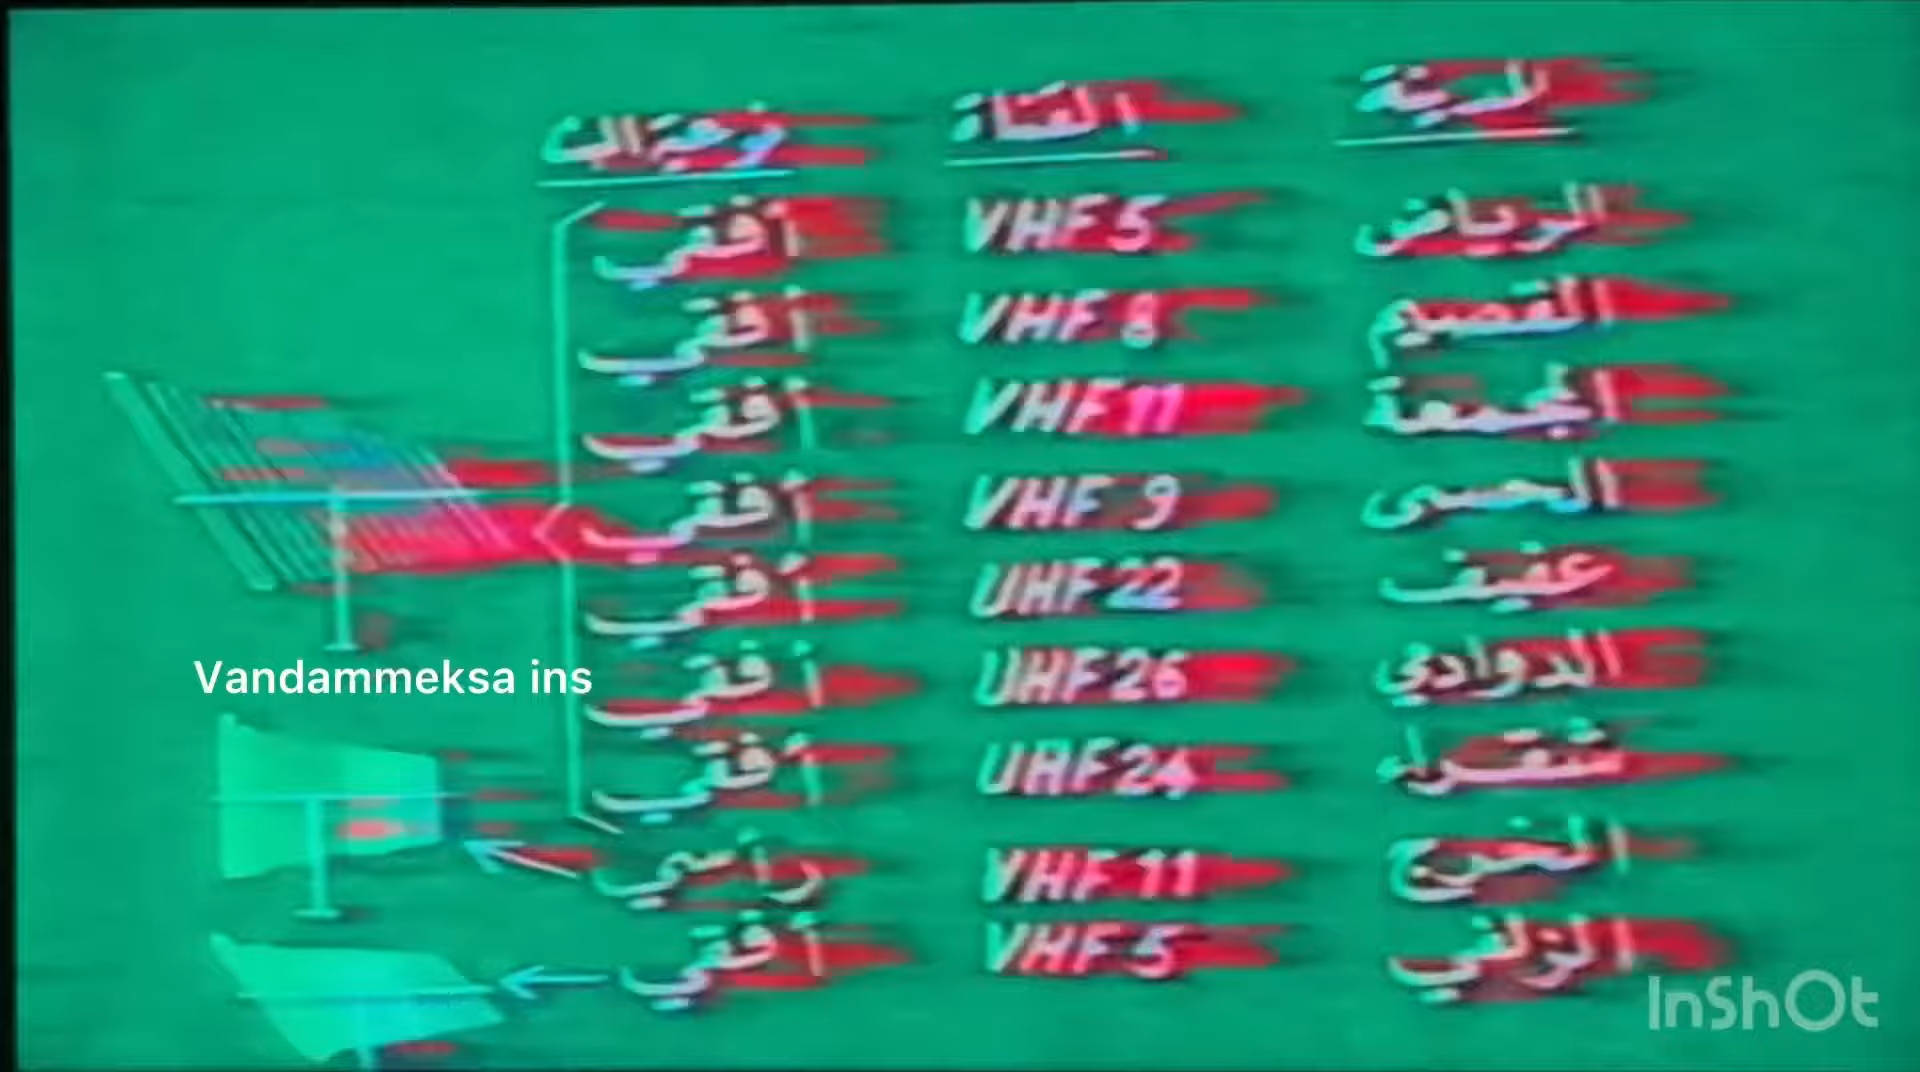 المدينة القناة نوع الهوائي
الرياض VHF 5 أفقي
القصيم VHF 8 أفقي
المجمعة VHF 11 أفقي
الحسى VHF 9 أفقي
عفيف UHF 22 أفقي
الدوادمي UHF 26 أفقي
شقراء UHF 24 أفقي
الخرج VHF 11 رأسي
الزلفي VHF 5 أفقي
Vandammeksa ins
InShOt